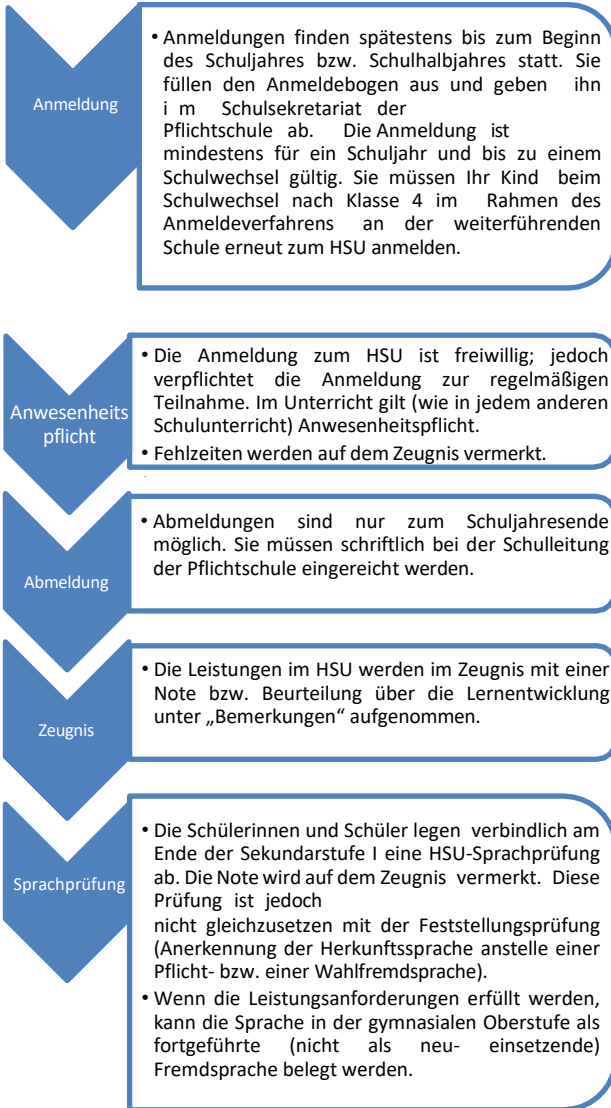 Anmeldung
• Anmeldungen finden spätestens bis zum Beginn
des Schuljahres bzw. Schulhalbjahres statt. Sie
füllen den Anmeldebogen aus und geben ihn
i m Schulsekretariat der
Pflichtschule ab. Die Anmeldung ist
mindestens für ein Schuljahr und bis zu einem
Schulwechsel gültig. Sie müssen Ihr Kind beim
Schulwechsel nach Klasse 4 im Rahmen des
Anmeldeverfahrens an der weiterführenden
Schule erneut zum HSU anmelden.
Anwesenheits
pflicht
• Die Anmeldung zum HSU ist freiwillig; jedoch
verpflichtet die Anmeldung zur regelmäßigen
Teilnahme. Im Unterricht gilt (wie in jedem anderen
Schulunterricht) Anwesenheitspflicht.
• Fehlzeiten werden auf dem Zeugnis vermerkt.
Abmeldung
• Abmeldungen sind nur zum Schuljahresende
möglich. Sie müssen schriftlich bei der Schulleitung
der Pflichtschule eingereicht werden.
Zeugnis
• Die Leistungen im HSU werden im Zeugnis mit einer
Note bzw. Beurteilung über die Lernentwicklung
unter „Bemerkungen“ aufgenommen.
Sprachprüfung
• Die Schülerinnen und Schüler legen verbindlich am
Ende der Sekundarstufe I eine HSU-Sprachprüfung
ab. Die Note wird auf dem Zeugnis vermerkt. Diese
Prüfung ist jedoch
nicht gleichzusetzen mit der Feststellungsprüfung
(Anerkennung der Herkunftssprache anstelle einer
Pflicht- bzw. einer Wahlfremdsprache).
• Wenn die Leistungsanforderungen erfüllt werden,
kann die Sprache in der gymnasialen Oberstufe als
fortgeführte (nicht als neu- einsetzende)
Fremdsprache belegt werden.